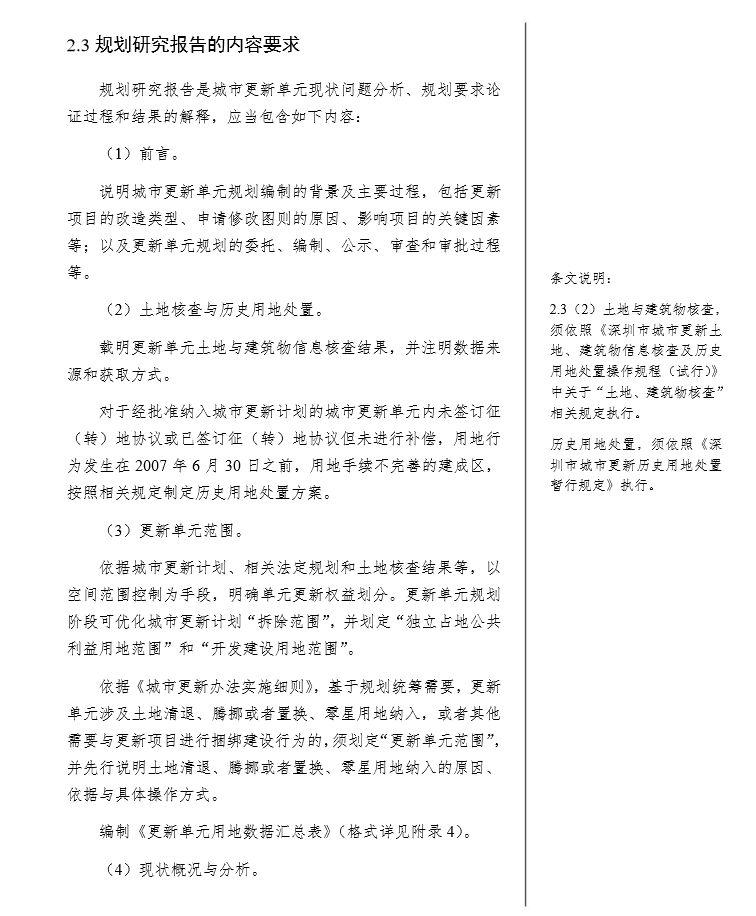 2.3 规划研究报告的内容要求
规划研究报告是城市更新单元现状问题分析、规划要求论
证过程和结果的解释，应当包含如下内容：
（1）前言。
说明城市更新单元规划编制的背景及主要过程，包括更新
项目的改造类型、申请修改图则的原因、影响项目的关键因素
等；以及更新单元规划的委托、编制、公示、审查和审批过程
等。
（2）土地核查与历史用地处置。
载明更新单元土地与建筑物信息核查结果，并注明数据来
源和获取方式。
对于经批准纳入城市更新计划的城市更新单元内未签订征
（转）地协议或已签订征（转）地协议但未进行补偿，用地行
为发生在 2007 年 6 月 30 日之前，用地手续不完善的建成区，
按照相关规定制定历史用地处置方案。
（3）更新单元范围。
依据城市更新计划、相关法定规划和土地核查结果等，以
空间范围控制为手段，明确单元更新权益划分。更新单元规划
阶段可优化城市更新计划“拆除范围”，并划定“独立占地公共
利益用地范围”和“开发建设用地范围”。
依据《城市更新办法实施细则》，基于规划统筹需要，更新
单元涉及土地清退、腾挪或者置换、零星用地纳入，或者其他
需要与更新项目进行捆绑建设行为的，须划定“更新单元范围”，
并先行说明土地清退、腾挪或者置换、零星用地纳入的原因、
依据与具体操作方式。
编制《更新单元用地数据汇总表》（格式详见附录 4）。
（4）现状概况与分析。
条文说明：
2.3（2）土地与建筑物核查，
须依照《深圳市城市更新土
地、建筑物信息核查及历史
用地处置操作规程（试行）》
中关于“土地、建筑物核查”
相关规定执行。
历史用地处置，须依照《深
圳市城市更新历史用地处置
暂行规定》执行。